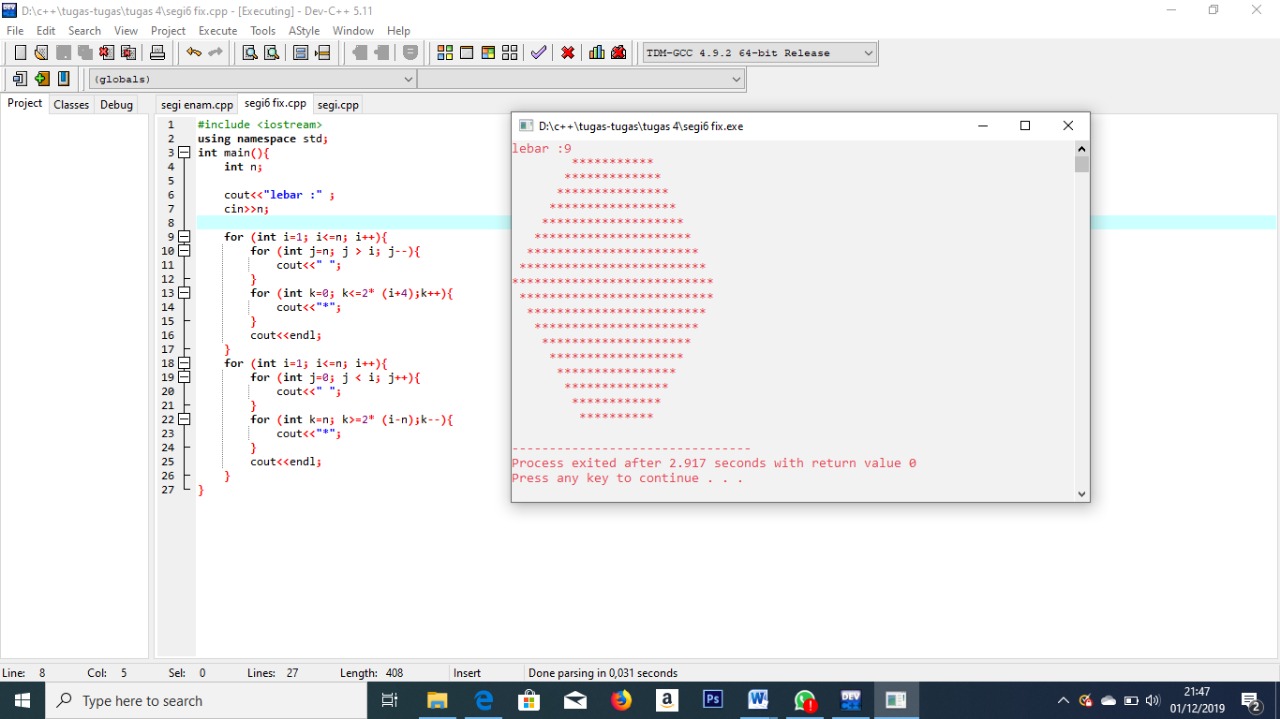 D:\c++\tugas-tugas\tugas 4\segi6 fix.cpp - [Executing] - Dev-C++ 5.11
File Edit Search View Project Execute Tools AStyle Window Help
TDM-GCC 4.9.2 64-bit Release
(globals)
Project Classes Debug
segi enam.cpp segi6 fix.cpp segi.cpp
1 #include <iostream>
2 using namespace std;
3 int main(){
4 int n;
5
6 cout<<"lebar :" ;
7 cin>>n;
8
9 for (int i=1; i<=n; i++){
10 for (int j=n; j > i; j--){
11 cout<<" ";
12 }
13 for (int k=0; k<=2* (i+4);k++){
14 cout<<"*";
15 }
16 cout<<endl;
17 }
18 for (int i=1; i<=n; i++){
19 for (int j=0; j < i; j++){
20 cout<<" ";
21 }
22 for (int k=n; k>=2* (i-n);k--){
23 cout<<"*";
24 }
25 cout<<endl;
26 }
27 }
D:\c++\tugas-tugas\tugas 4\segi6 fix.exe
lebar :9
        ***********
       *************
      ***************
     *****************
    *******************
   *********************
  ***********************
 *************************
***************************
 **************************
  ************************
   **********************
    ********************
     ******************
      ****************
       **************
        ************
         **********
--------------------------------
Process exited after 2.917 seconds with return value 0
Press any key to continue . . .
Line: 8 Col: 5 Sel: 0 Lines: 27 Length: 408 Insert Done parsing in 0,031 seconds
Type here to search
21:47
01/12/2019
2